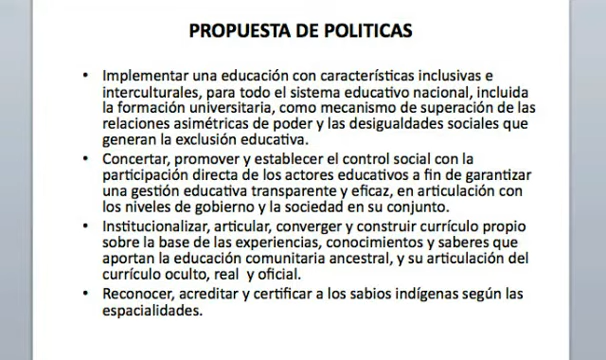 PROPUESTA DE POLITICAS
• Implementar una educación con características inclusivas e
interculturales, para todo el sistema educativo nacional, incluida
la formación universitaria, como mecanismo de superación de las
relaciones asimétricas de poder y las desigualdades sociales que
generan la exclusión educativa.
• Concertar, promover y establecer el control social con la
participación directa de los actores educativos a fin de garantizar
una gestión educativa transparente y eficaz, en articulación con
los niveles de gobierno y la sociedad en su conjunto.
• Institucionalizar, articular, converger y construir currículo propio
sobre la base de las experiencias, conocimientos y saberes que
aportan la educación comunitaria ancestral, y su articulación del
currículo oculto, real y oficial.
• Reconocer, acreditar y certificar a los sabios indígenas según las
espacialidades.